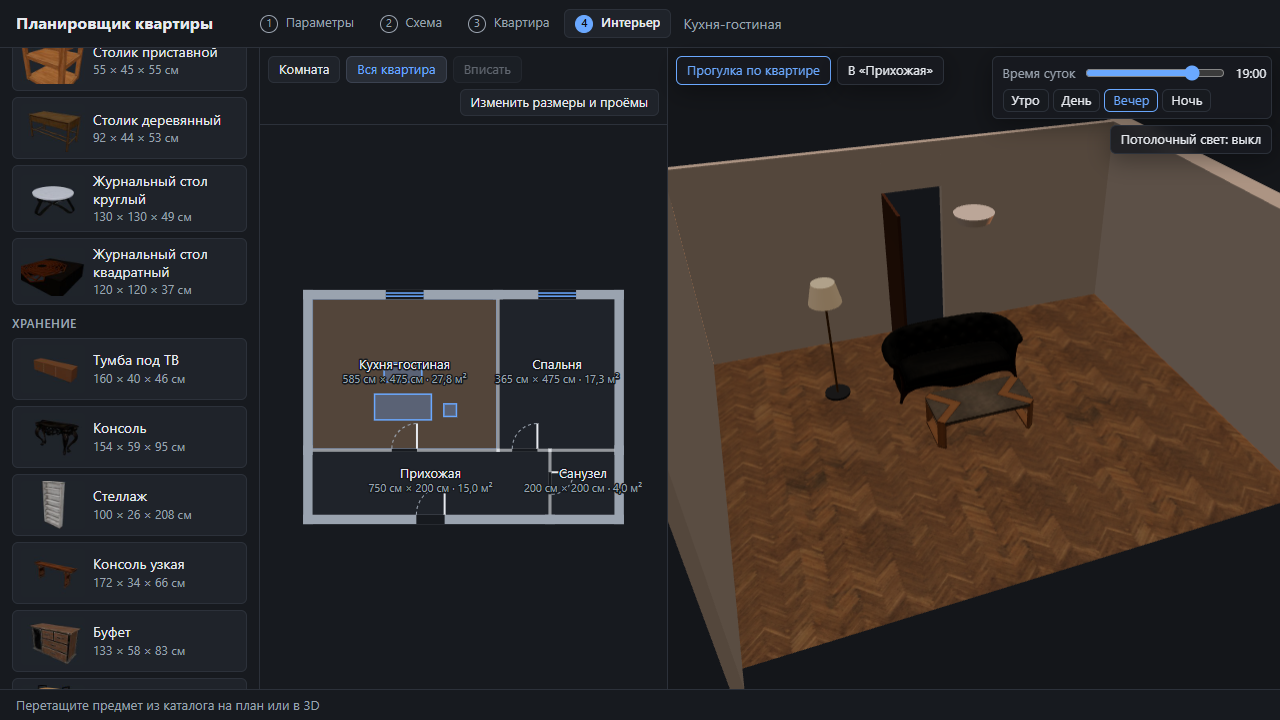 Планировщик квартиры
1 Параметры
2 Схема
3 Квартира
4 Интерьер
Кухня-гостиная
Столик приставной
55 × 45 × 55 см
Столик деревянный
92 × 44 × 53 см
Журнальный стол
круглый
130 × 130 × 49 см
Журнальный стол
квадратный
120 × 120 × 37 см
ХРАНЕНИЕ
Тумба под ТВ
160 × 40 × 46 см
Консоль
154 × 59 × 95 см
Стеллаж
100 × 26 × 208 см
Консоль узкая
172 × 34 × 66 см
Буфет
133 × 58 × 83 см
Комната
Вся квартира
Вписать
Изменить размеры и проёмы
Кухня-гостиная
585 см × 475 см · 27,8 м²
Спальня
365 см × 475 см · 17,3 м²
Прихожая
750 см × 200 см · 15,0 м²
Санузел
200 см × 200 см · 4,0 м²
Прогулка по квартире
В «Прихожая»
Время суток
19:00
Утро
День
Вечер
Ночь
Потолочный свет: выкл
Перетащите предмет из каталога на план или в 3D